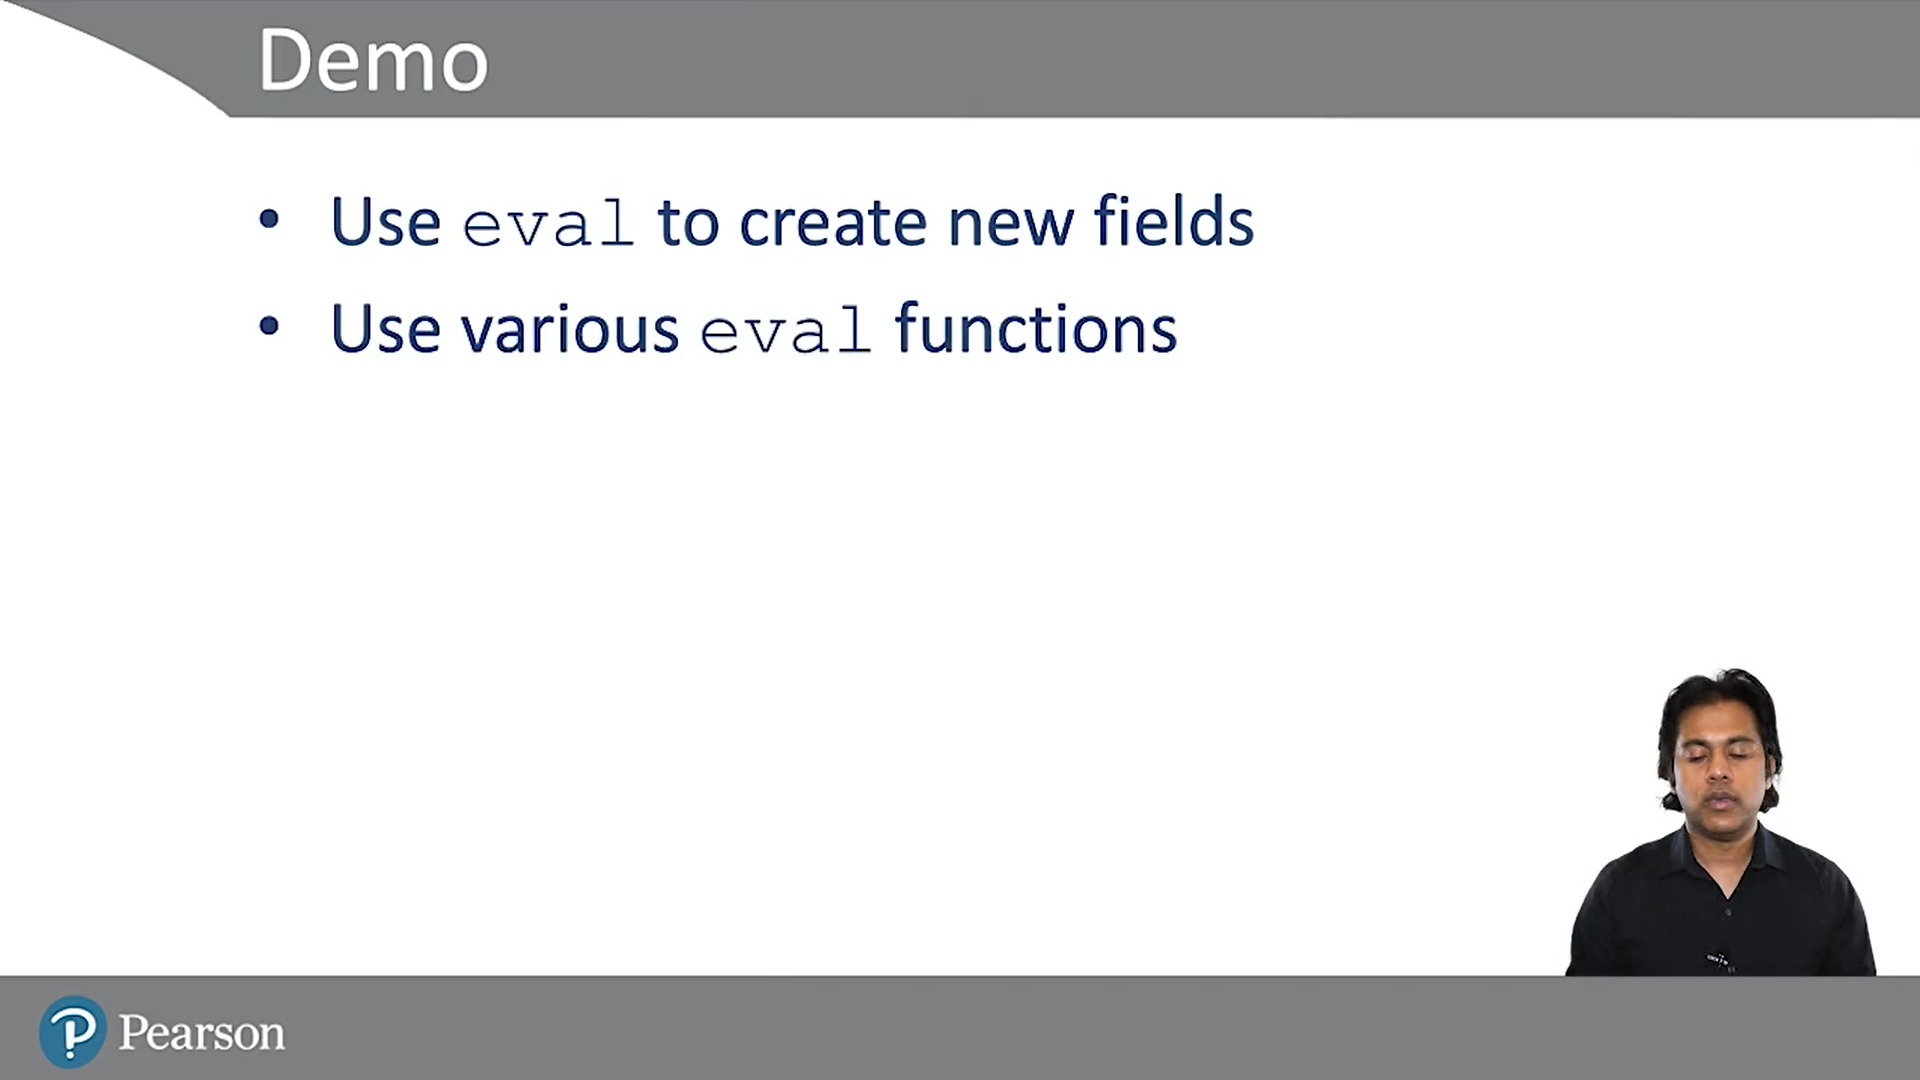 Demo
• Use eval to create new fields
• Use various eval functions
Pearson